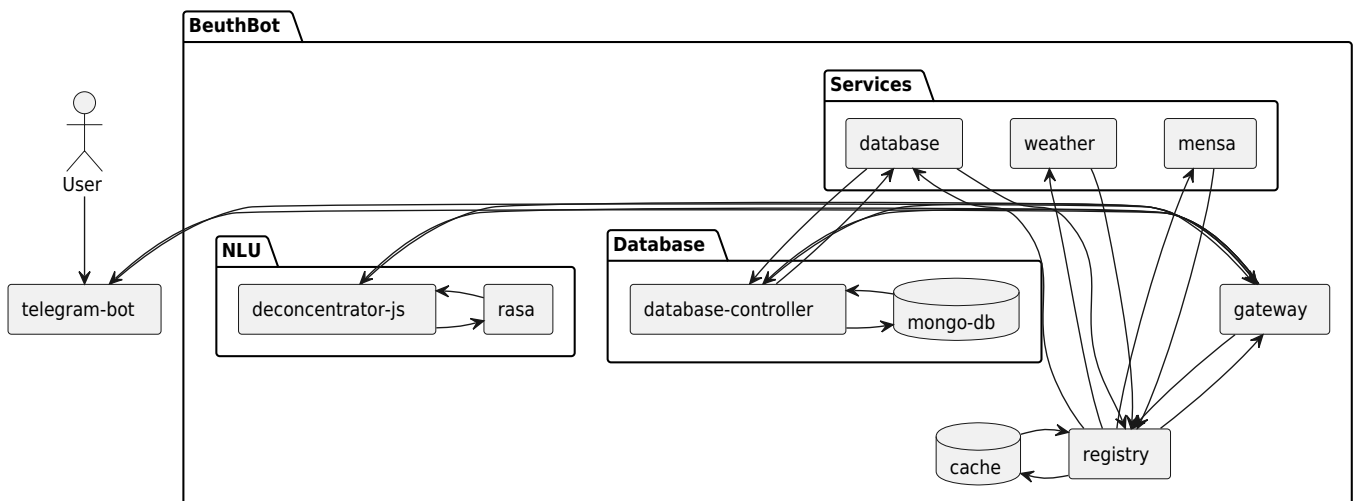 BeuthBot
Services
database
weather
mensa
User
NLU
Database
telegram-bot
deconcentrator-js
rasa
database-controller
mongo-db
gateway
cache
registry